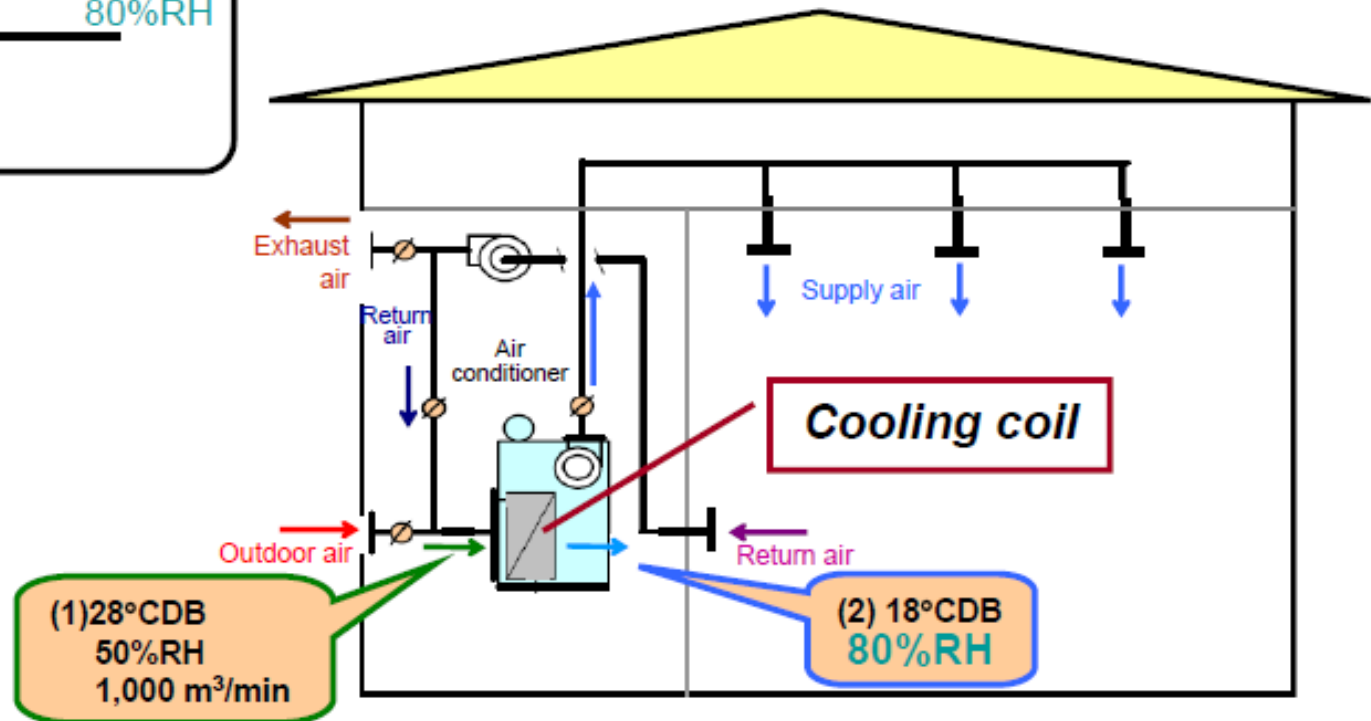 80%RH
Exhaust
air
Return
air
Air
conditioner
Supply air
Cooling coil
Outdoor air
Return air
(1)28°CDB
50%RH
1,000 m³/min
(2) 18°CDB
80%RH